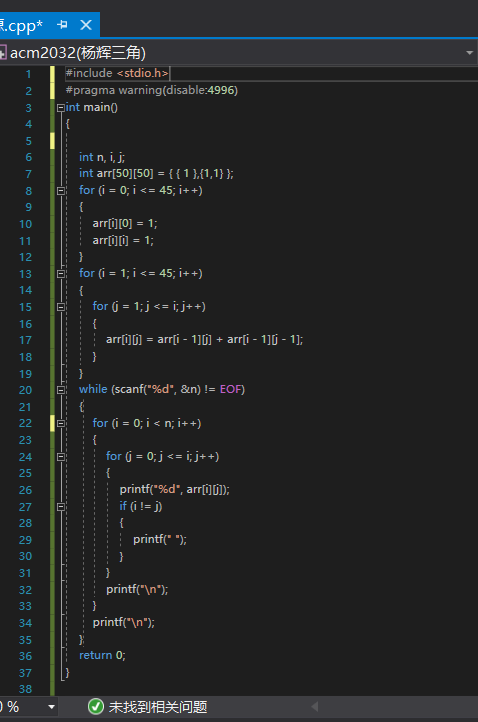 .cpp*
acm2032(杨辉三角)
1 #include <stdio.h>
2 #pragma warning(disable:4996)
3 int main()
4 {
5
6 int n, i, j;
7 int arr[50][50] = { { 1 },{1,1} };
8 for (i = 0; i <= 45; i++)
9 {
10 arr[i][0] = 1;
11 arr[i][i] = 1;
12 }
13 for (i = 1; i <= 45; i++)
14 {
15 for (j = 1; j <= i; j++)
16 {
17 arr[i][j] = arr[i - 1][j] + arr[i - 1][j - 1];
18 }
19 }
20 while (scanf("%d", &n) != EOF)
21 {
22 for (i = 0; i < n; i++)
23 {
24 for (j = 0; j <= i; j++)
25 {
26 printf("%d", arr[i][j]);
27 if (i != j)
28 {
29 printf(" ");
30 }
31 }
32 printf("\n");
33 }
34 printf("\n");
35 }
36 return 0;
37 }
38
0 % 未找到相关问题